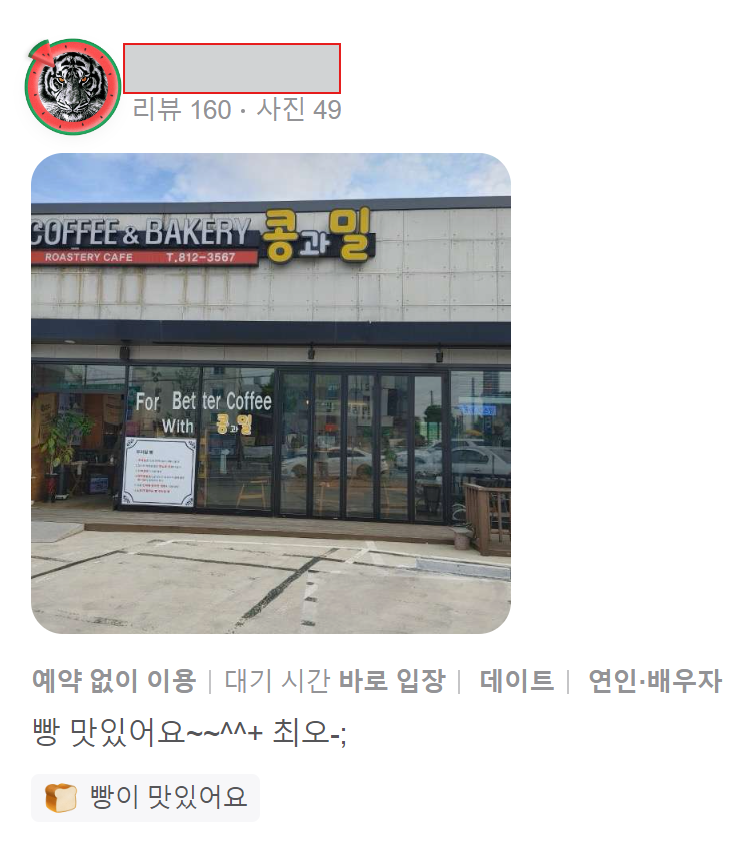 리뷰 160 · 사진 49
COFFEE & BAKERY 콩과밀
ROASTERY CAFE T.812-3567
For Better Coffee
With 콩과밀
예약 없이 이용 | 대기 시간 바로 입장 | 데이트 | 연인·배우자
빵 맛있어요~~^^+ 최오-;
빵이 맛있어요